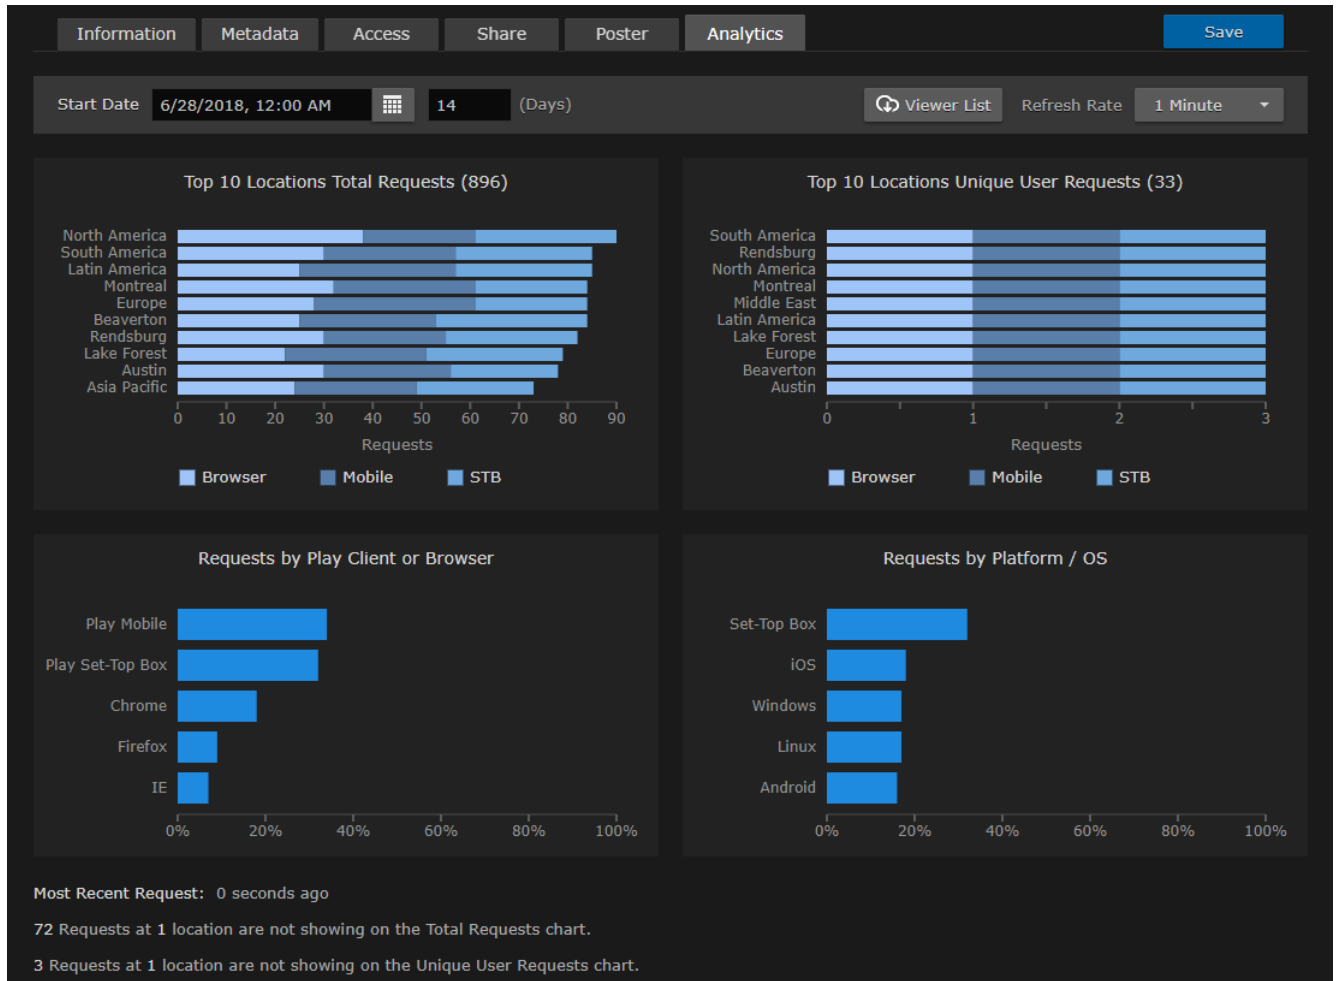 Information Metadata Access Share Poster Analytics Save
Start Date 6/28/2018, 12:00 AM 14 (Days) Viewer List Refresh Rate 1 Minute
Top 10 Locations Total Requests (896)
North America
South America
Latin America
Montreal
Europe
Beaverton
Rendsburg
Lake Forest
Austin
Asia Pacific
0 10 20 30 40 50 60 70 80 90
Requests
Browser Mobile STB
Top 10 Locations Unique User Requests (33)
South America
Rendsburg
North America
Montreal
Middle East
Latin America
Lake Forest
Europe
Beaverton
Austin
0 1 2 3
Requests
Browser Mobile STB
Requests by Play Client or Browser
Play Mobile
Play Set-Top Box
Chrome
Firefox
IE
0% 20% 40% 60% 80% 100%
Requests by Platform / OS
Set-Top Box
iOS
Windows
Linux
Android
0% 20% 40% 60% 80% 100%
Most Recent Request: 0 seconds ago
72 Requests at 1 location are not showing on the Total Requests chart.
3 Requests at 1 location are not showing on the Unique User Requests chart.